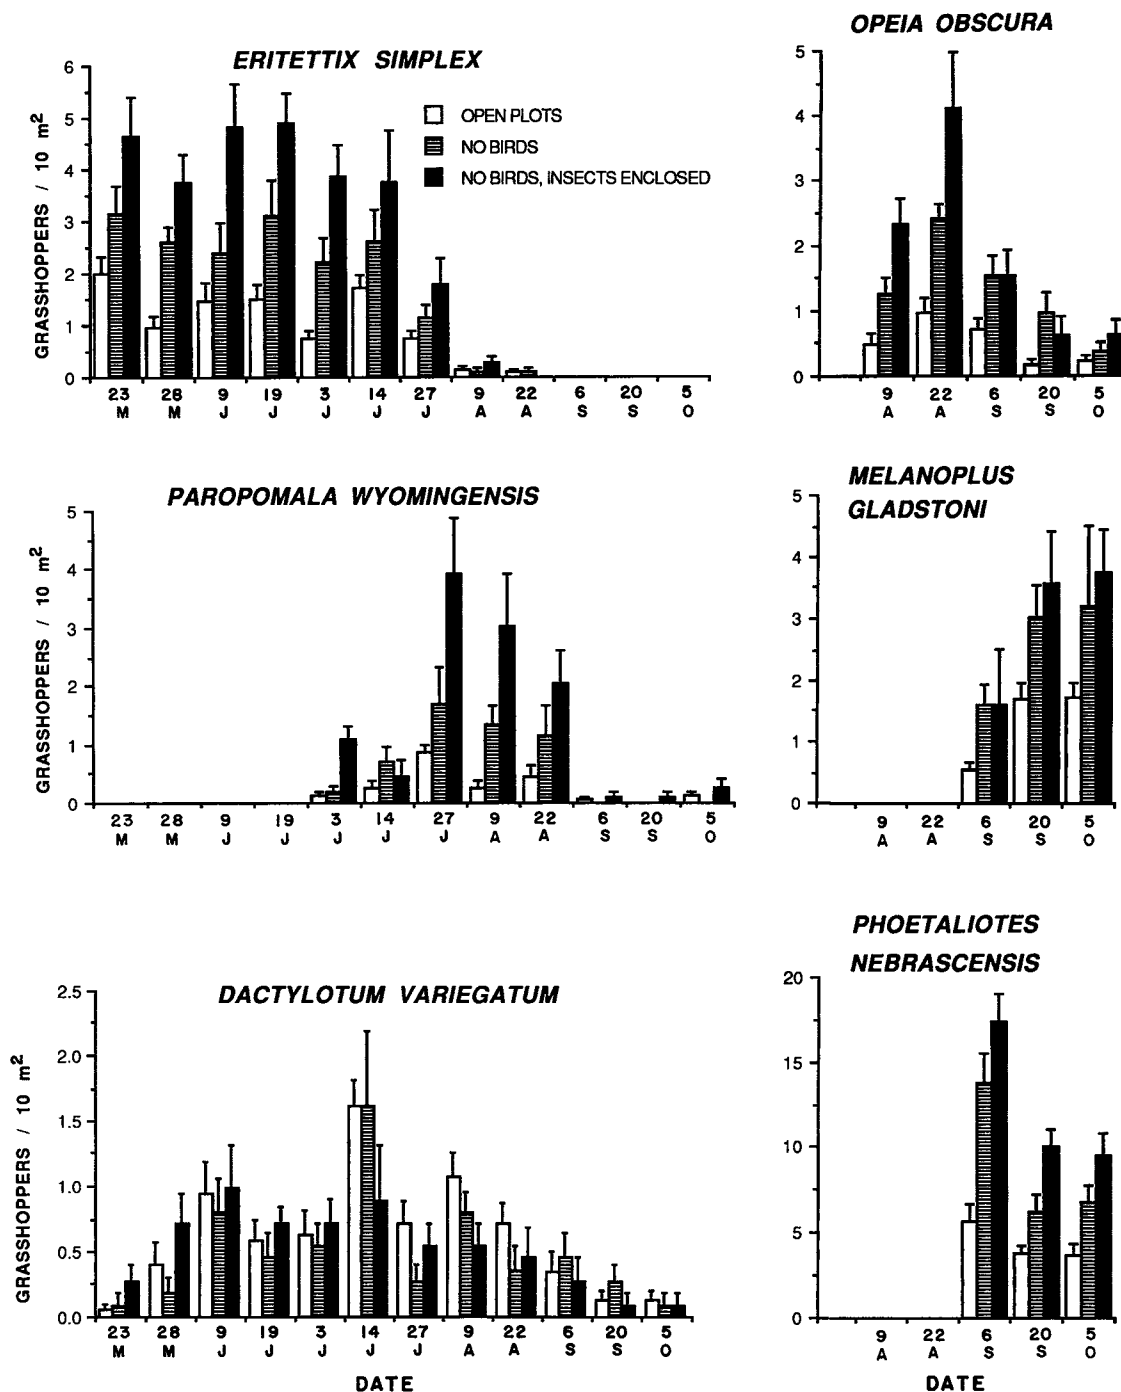 ERITETTIX SIMPLEX
GRASSHOPPERS / 10 m²
6
5
4
3
2
1
0
OPEN PLOTS
NO BIRDS
NO BIRDS, INSECTS ENCLOSED
23 28 9 19 3 14 27 9 22 6 20 5
M M J J J J J A A S S O
OPEIA OBSCURA
5
4
3
2
1
0
9 22 6 20 5
A A S S O
PAROPOMALA WYOMINGENSIS
GRASSHOPPERS / 10 m²
5
4
3
2
1
0
23 28 9 19 3 14 27 9 22 6 20 5
M M J J J J J A A S S O
MELANOPLUS
GLADSTONI
5
4
3
2
1
0
9 22 6 20 5
A A S S O
DACTYLOTUM VARIEGATUM
GRASSHOPPERS / 10 m²
2.5
2.0
1.5
1.0
0.5
0.0
23 28 9 19 3 14 27 9 22 6 20 5
M M J J J J J A A S S O
DATE
PHOETALIOTES
NEBRASCENSIS
20
15
10
5
0
9 22 6 20 5
A A S S O
DATE